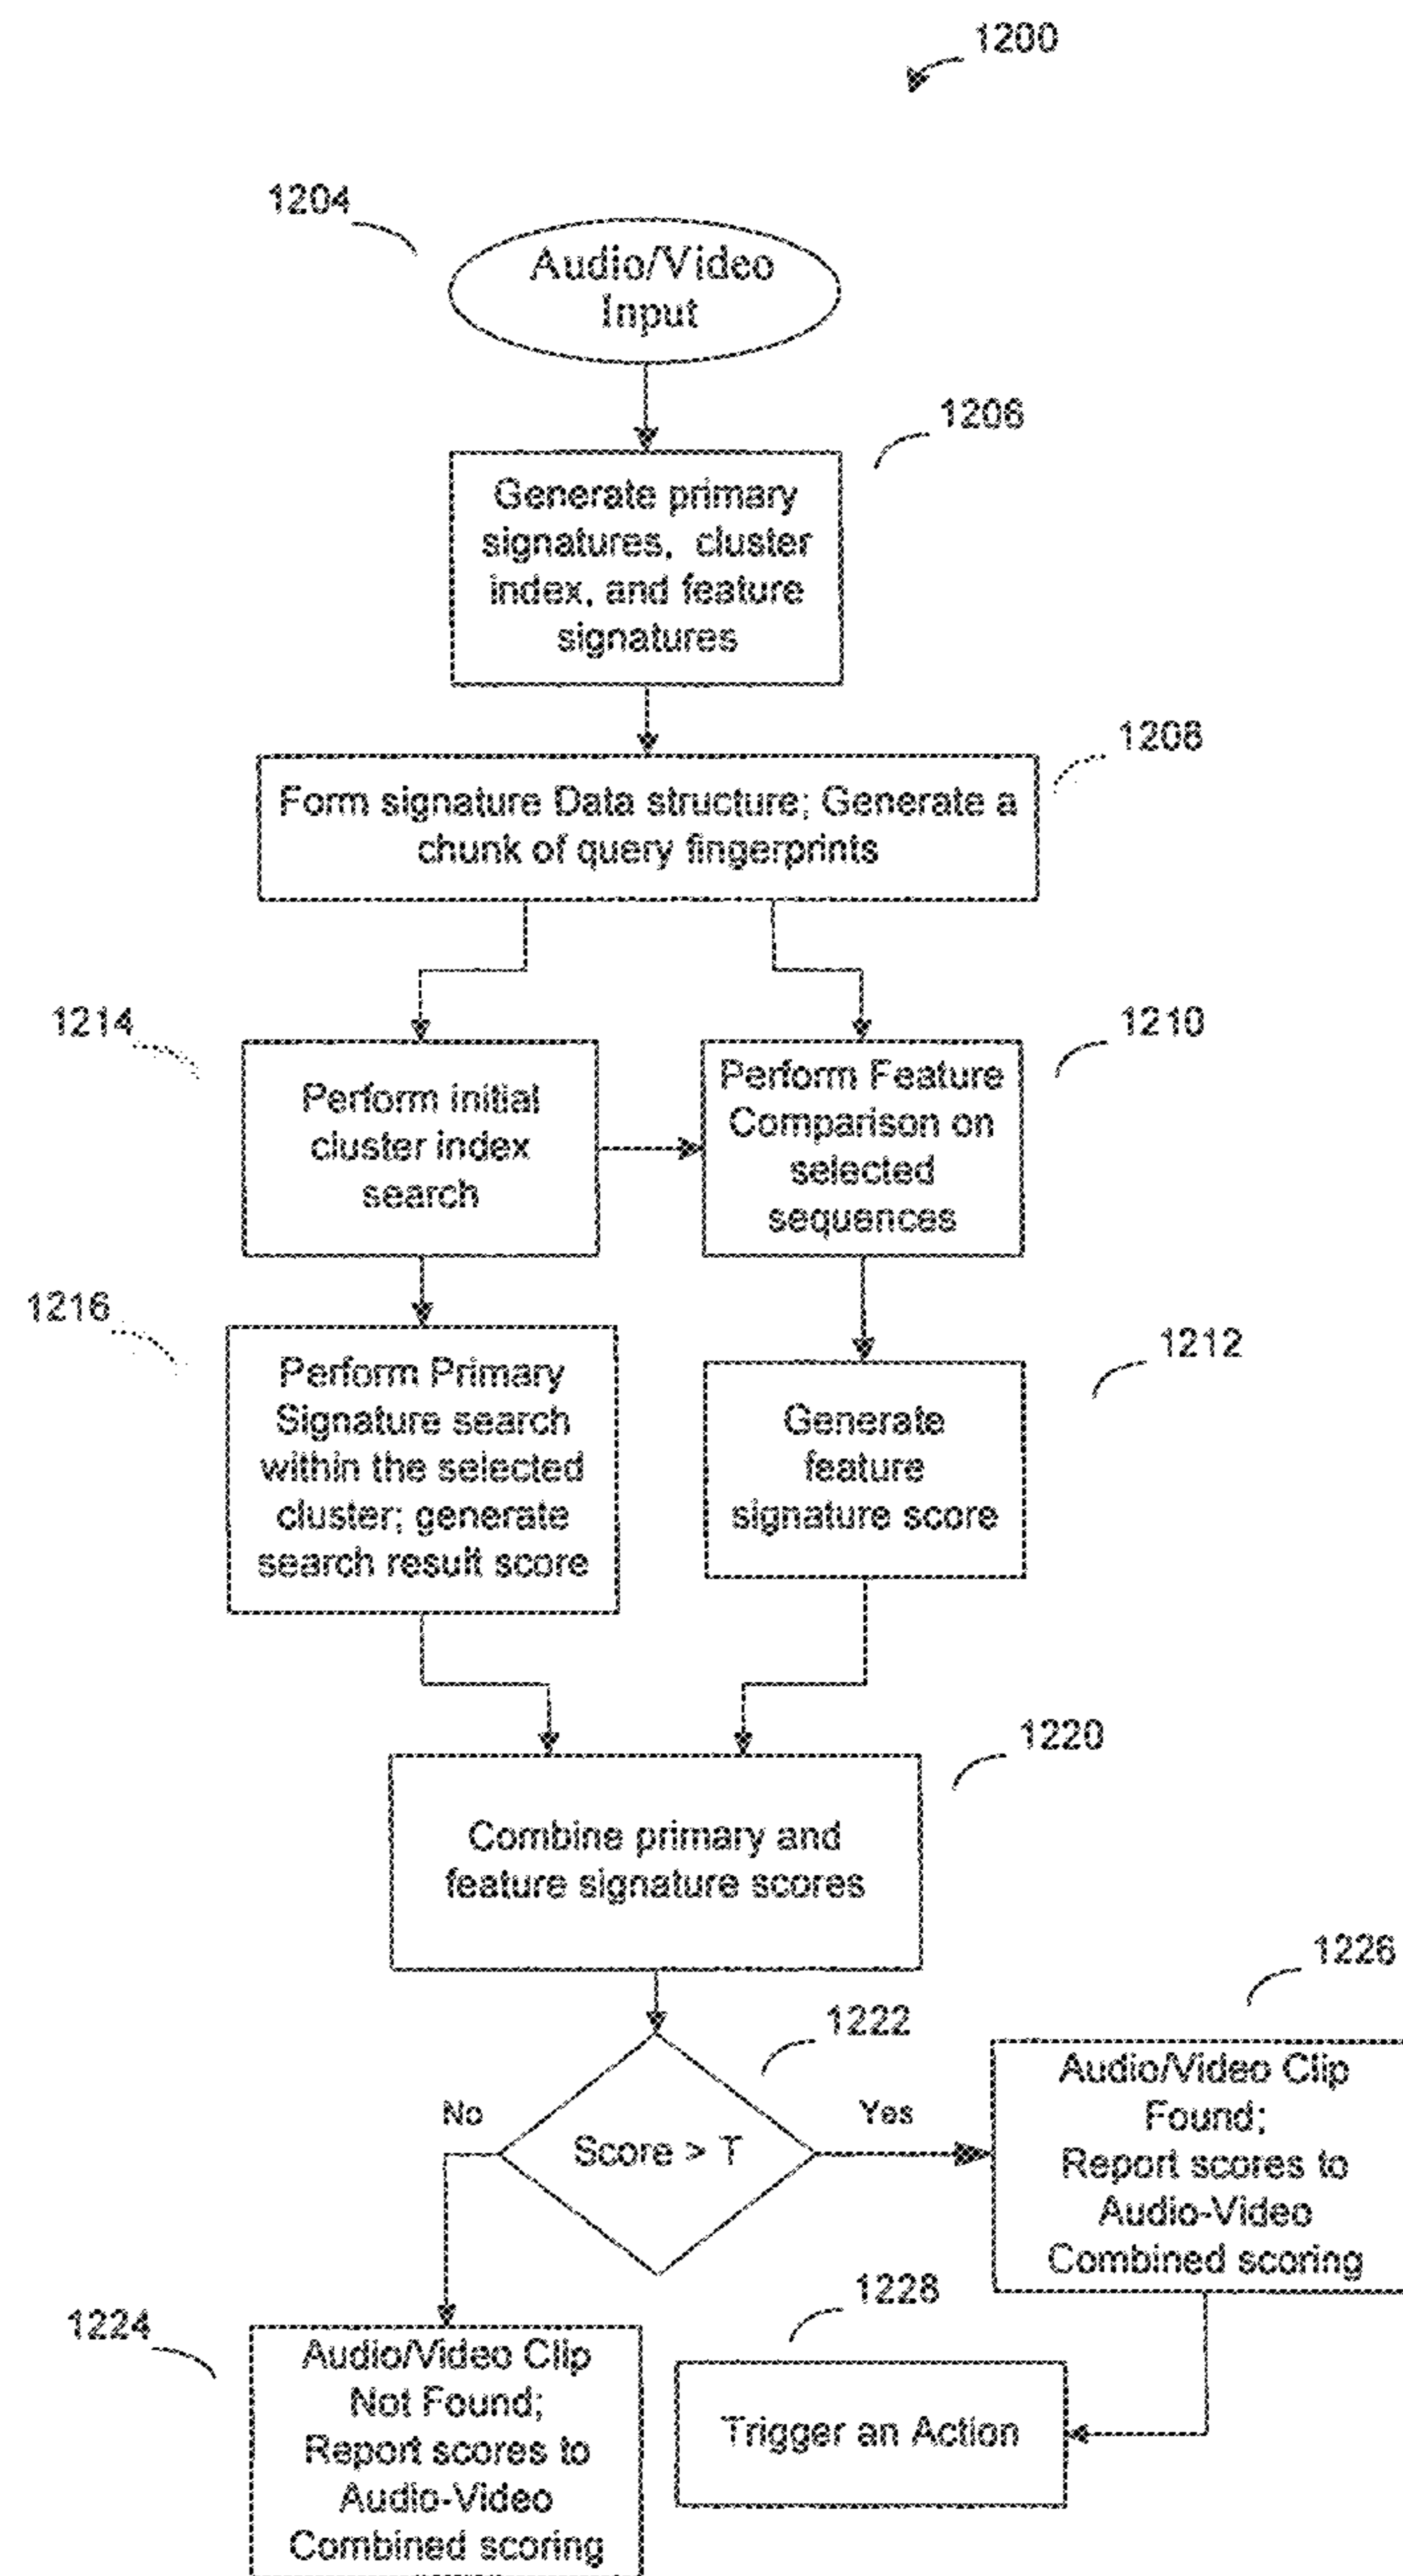 1200
1204
Audio/Video
Input
1206
Generate primary
signatures, cluster
index, and feature
signatures
1208
Form signature Data structure; Generate a
chunk of query fingerprints
1214
Perform initial
cluster index
search
1210
Perform Feature
Comparison on
selected
sequences
1216
Perform Primary
Signature search
within the selected
cluster; generate
search result score
1212
Generate
feature
signature score
1220
Combine primary and
feature signature scores
1222
Score > T
No
Yes
1226
Audio/Video Clip
Found;
Report scores to
Audio-Video
Combined scoring
1224
Audio/Video Clip
Not Found;
Report scores to
Audio-Video
Combined scoring
1228
Trigger an Action